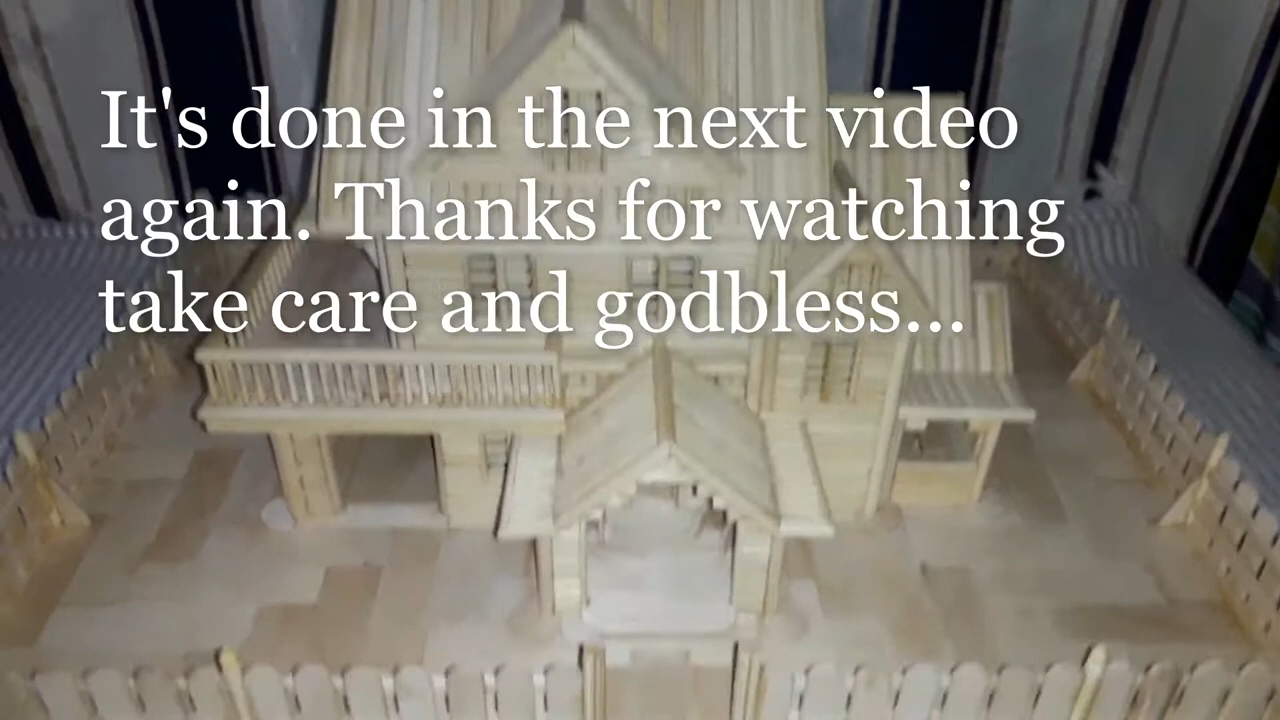 It's done in the next video
again. Thanks for watching
take care and godbless...